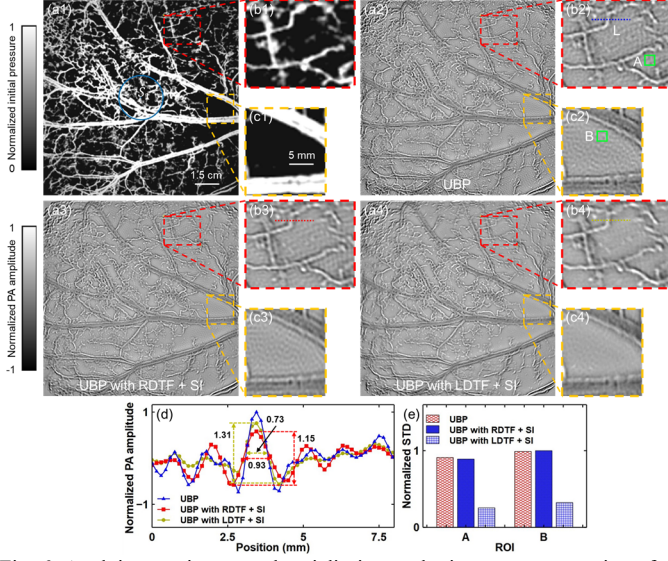 (a1)
(b1)
(a2)
(b2)
L
A
(c1)
5 mm
1.5 cm
UBP
(c2)
B
Normalized initial pressure
1
0
(a3)
(b3)
(a4)
(b4)
(c3)
(c4)
UBP with RDTF + SI
UBP with LDTF + SI
Normalized PA amplitude
1
-1
(d)
Normalized PA amplitude
1
−1
1.31
0.73
0.93
1.15
UBP
UBP with RDTF + SI
UBP with LDTF + SI
0 2.5 5 7.5
Position (mm)
(e)
Normalized STD
1
0
UBP
UBP with RDTF + SI
UBP with LDTF + SI
A B
ROI